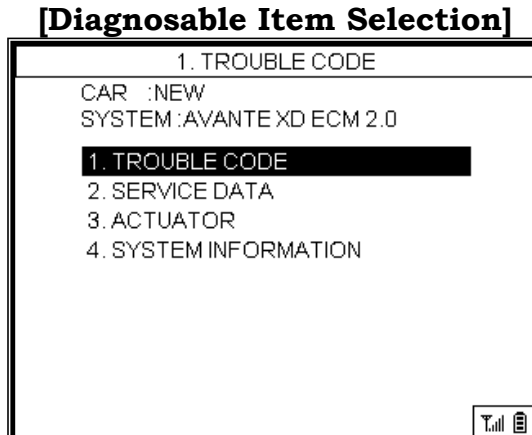 [Diagnosable Item Selection]
1. TROUBLE CODE
CAR :NEW
SYSTEM :AVANTE XD ECM 2.0
1. TROUBLE CODE
2. SERVICE DATA
3. ACTUATOR
4. SYSTEM INFORMATION